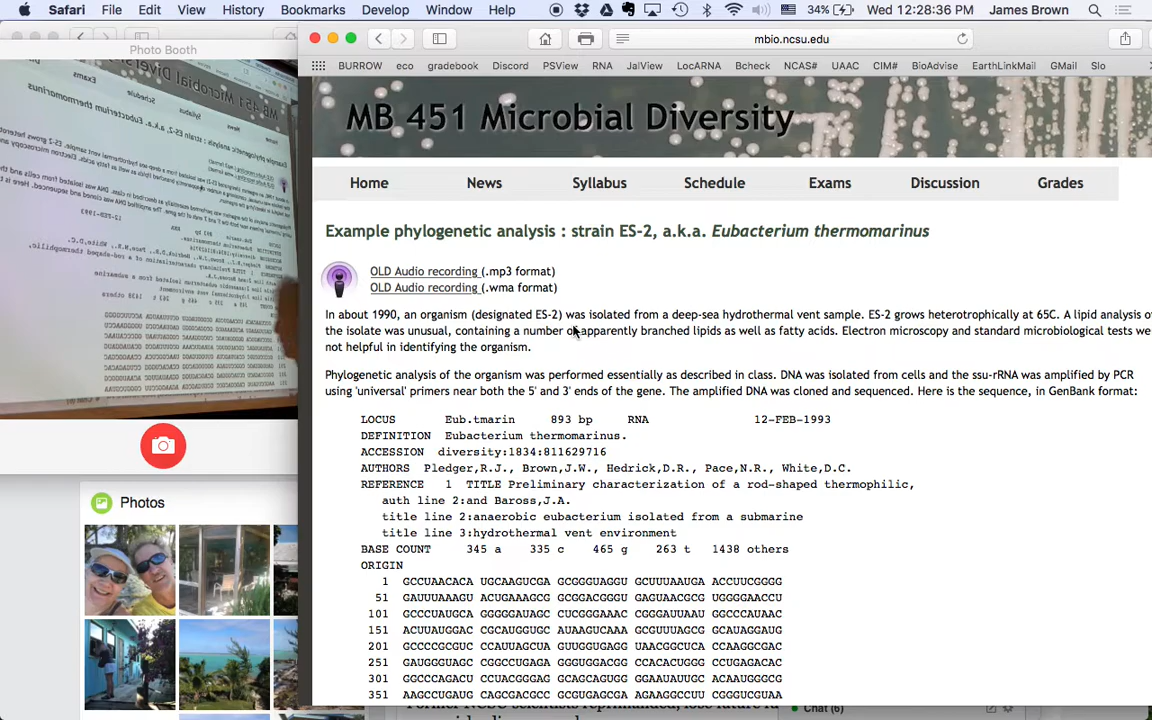 Safari File Edit View History Bookmarks Develop Window Help 34% Wed 12:28:36 PM James Brown
Photo Booth
mbio.ncsu.edu
BURROW eco gradebook Discord PSView RNA JalView LocARNA Bcheck NCAS# UAAC CIM# BioAdvise EarthLinkMail GMail Slo
MB 451 Microbial Diversity
Home News Syllabus Schedule Exams Discussion Grades
Example phylogenetic analysis : strain ES-2, a.k.a. Eubacterium thermomarinus
OLD Audio recording (.mp3 format)
OLD Audio recording (.wma format)
In about 1990, an organism (designated ES-2) was isolated from a deep-sea hydrothermal vent sample. ES-2 grows heterotrophically at 65C. A lipid analysis o
the isolate was unusual, containing a number of apparently branched lipids as well as fatty acids. Electron microscopy and standard microbiological tests we
not helpful in identifying the organism.
Phylogenetic analysis of the organism was performed essentially as described in class. DNA was isolated from cells and the ssu-rRNA was amplified by PCR
using 'universal' primers near both the 5' and 3' ends of the gene. The amplified DNA was cloned and sequenced. Here is the sequence, in GenBank format:
LOCUS Eub.tmarin 893 bp RNA 12-FEB-1993
DEFINITION Eubacterium thermomarinus.
ACCESSION diversity:1834:811629716
AUTHORS Pledger,R.J., Brown,J.W., Hedrick,D.R., Pace,N.R., White,D.C.
REFERENCE 1 TITLE Preliminary characterization of a rod-shaped thermophilic,
auth line 2:and Baross,J.A.
title line 2:anaerobic eubacterium isolated from a submarine
title line 3:hydrothermal vent environment
BASE COUNT 345 a 335 c 465 g 263 t 1438 others
ORIGIN
1 GCCUAACACA UGCAAGUCGA GCGGGUAGGU GCUUUAAUGA ACCUUCGGGG
51 GAUUUAAAGU ACUGAAAGCG GCGGACGGGU GAGUAACGCG UGGGGAACCU
101 GCCCUAUGCA GGGGGAUAGC CUCGGGAAAC CGGGAUUAAU GGCCCAUAAC
151 ACUUAUGGAC CGCAUGGUGC AUAAGUCAAA GCGUUUAGCG GCAUAGGAUG
201 GCCCCGCGUC CCAUUAGCUA GUUGGUGAGG UAACGGCUCA CCAAGGCGAC
251 GAUGGGUAGC CGGCCUGAGA GGGUGGACGG CCACACUGGG CCUGAGACAC
301 GGCCCAGACU CCUACGGGAG GCAGCAGUGG GGAAUAUUGC ACAAUGGGCG
351 AAGCCUGAUG CAGCGACGCC GCGUGAGCGA AGAAGGCCUU CGGGUCGUAA
Photos
Chat (6)